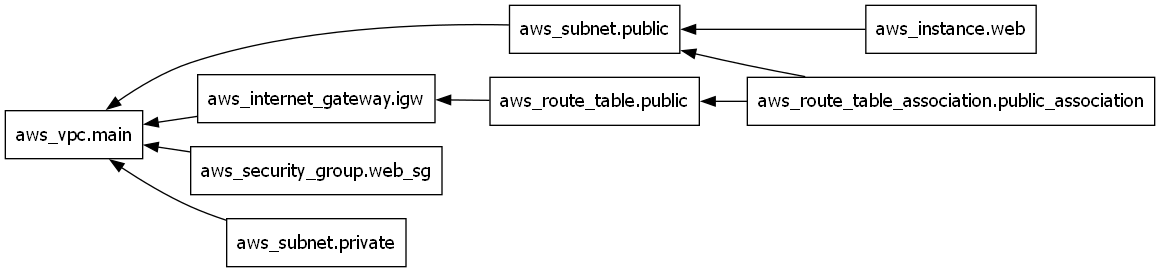 aws_subnet.public
aws_instance.web
aws_internet_gateway.igw
aws_route_table.public
aws_route_table_association.public_association
aws_vpc.main
aws_security_group.web_sg
aws_subnet.private